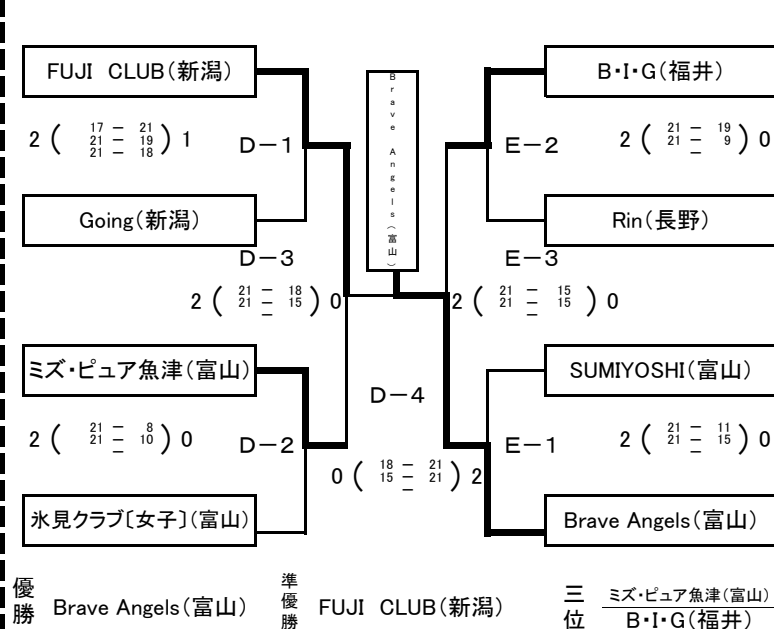 FUJI CLUB(新潟)
2 ( 17 － 21
21 － 19
21 － 18 ) 1
D－1
Going(新潟)
D－3
2 ( 21 － 18
21 － 15
－ ) 0
ミズ・ピュア魚津(富山)
2 ( 21 － 8
21 － 10
－ ) 0
D－2
氷見クラブ〔女子〕(富山)
Brave Angels(富山)
D－4
0 ( 18 － 21
15 － 21
－ ) 2
B・I・G(福井)
E－2
2 ( 21 － 19
21 － 9
－ ) 0
Rin(長野)
E－3
2 ( 21 － 15
21 － 15
－ ) 0
SUMIYOSHI(富山)
E－1
2 ( 21 － 11
21 － 15
－ ) 0
Brave Angels(富山)
優勝 Brave Angels(富山)
準優勝 FUJI CLUB(新潟)
三位 ミズ・ピュア魚津(富山)
B・I・G(福井)